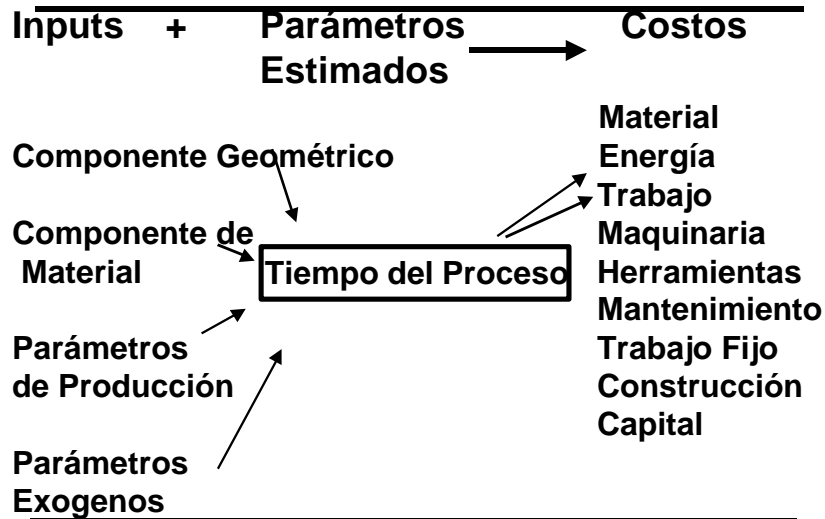 Inputs + Parámetros Costos
Estimados
Componente Geométrico
Componente de
Material
Parámetros
de Producción
Parámetros
Exogenos
Tiempo del Proceso
Material
Energía
Trabajo
Maquinaria
Herramientas
Mantenimiento
Trabajo Fijo
Construcción
Capital